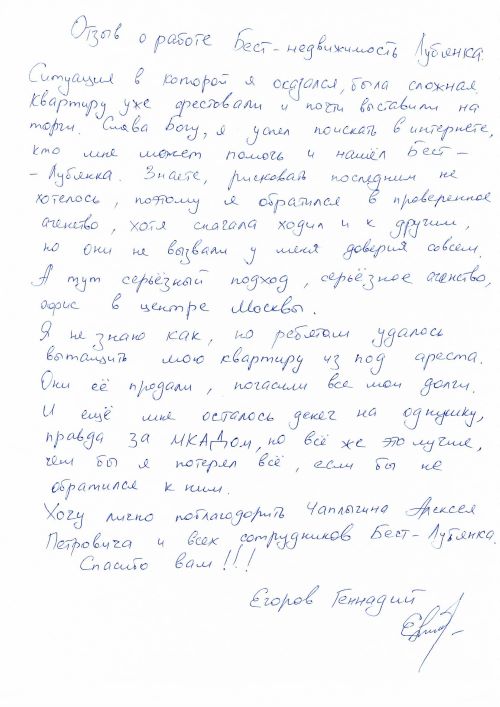 Отзыв о работе Бест-недвижимость Лубянка.
Ситуация в которой я оказался, была сложная
Квартиру уже арестовали и почти выставили на
торги. Слава Богу, я успел поискать в интернете,
кто мне может помочь и нашёл Бест-
-Лубянка. Знаете, рисковать последним не
хотелось, поэтому я обратился в проверенное
агенство, хотя сначала ходил и к другим,
но они не вызвали у меня доверия совсем.
А тут серьёзный подход, серьёзное агенство,
офис в центре Москвы.
Я не знаю как, но ребятам удалось
вытащить мою квартиру из под ареста.
Они её продали, погасили все мои долги.
И ещё мне осталось денег на однушку,
правда за МКАДом, но всё же это лучше,
чем бы я потерял всё, если бы не
обратился к ним.
Хочу лично поблагодорить Чаплыгина Алексея
Петровича и всех сотрудников Бест-Лубянка.
Спасибо вам!!!
Егоров Геннадий